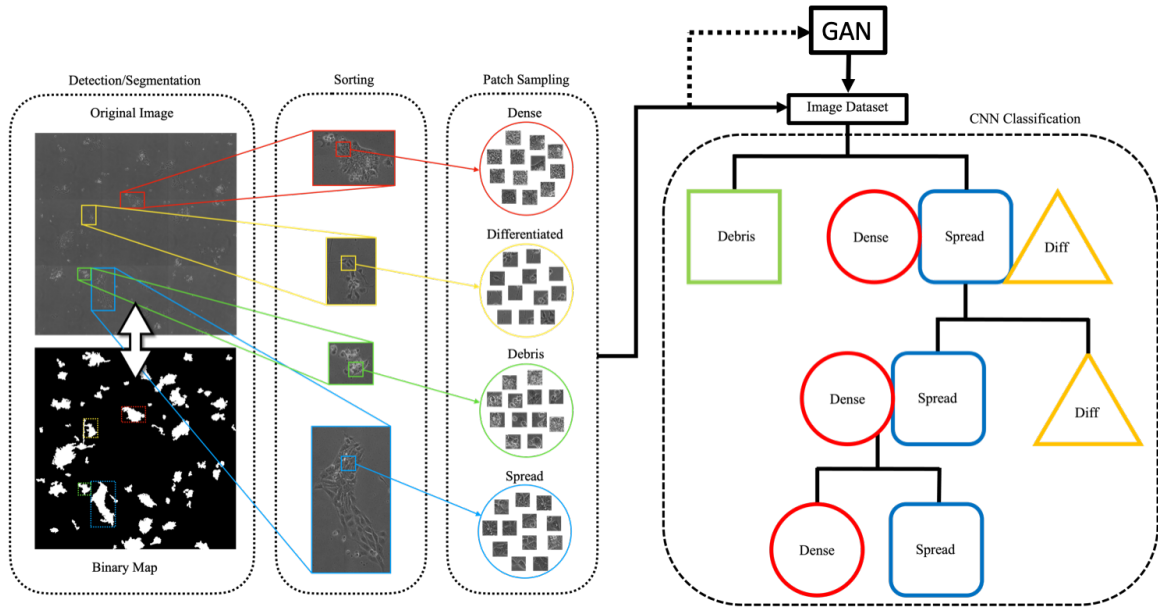 GAN
Detection/Segmentation
Sorting
Patch Sampling
Image Dataset
Original Image
Dense
CNN Classification
Debris
Dense
Spread
Diff
Differentiated
Debris
Dense
Spread
Diff
Spread
Dense
Spread
Binary Map